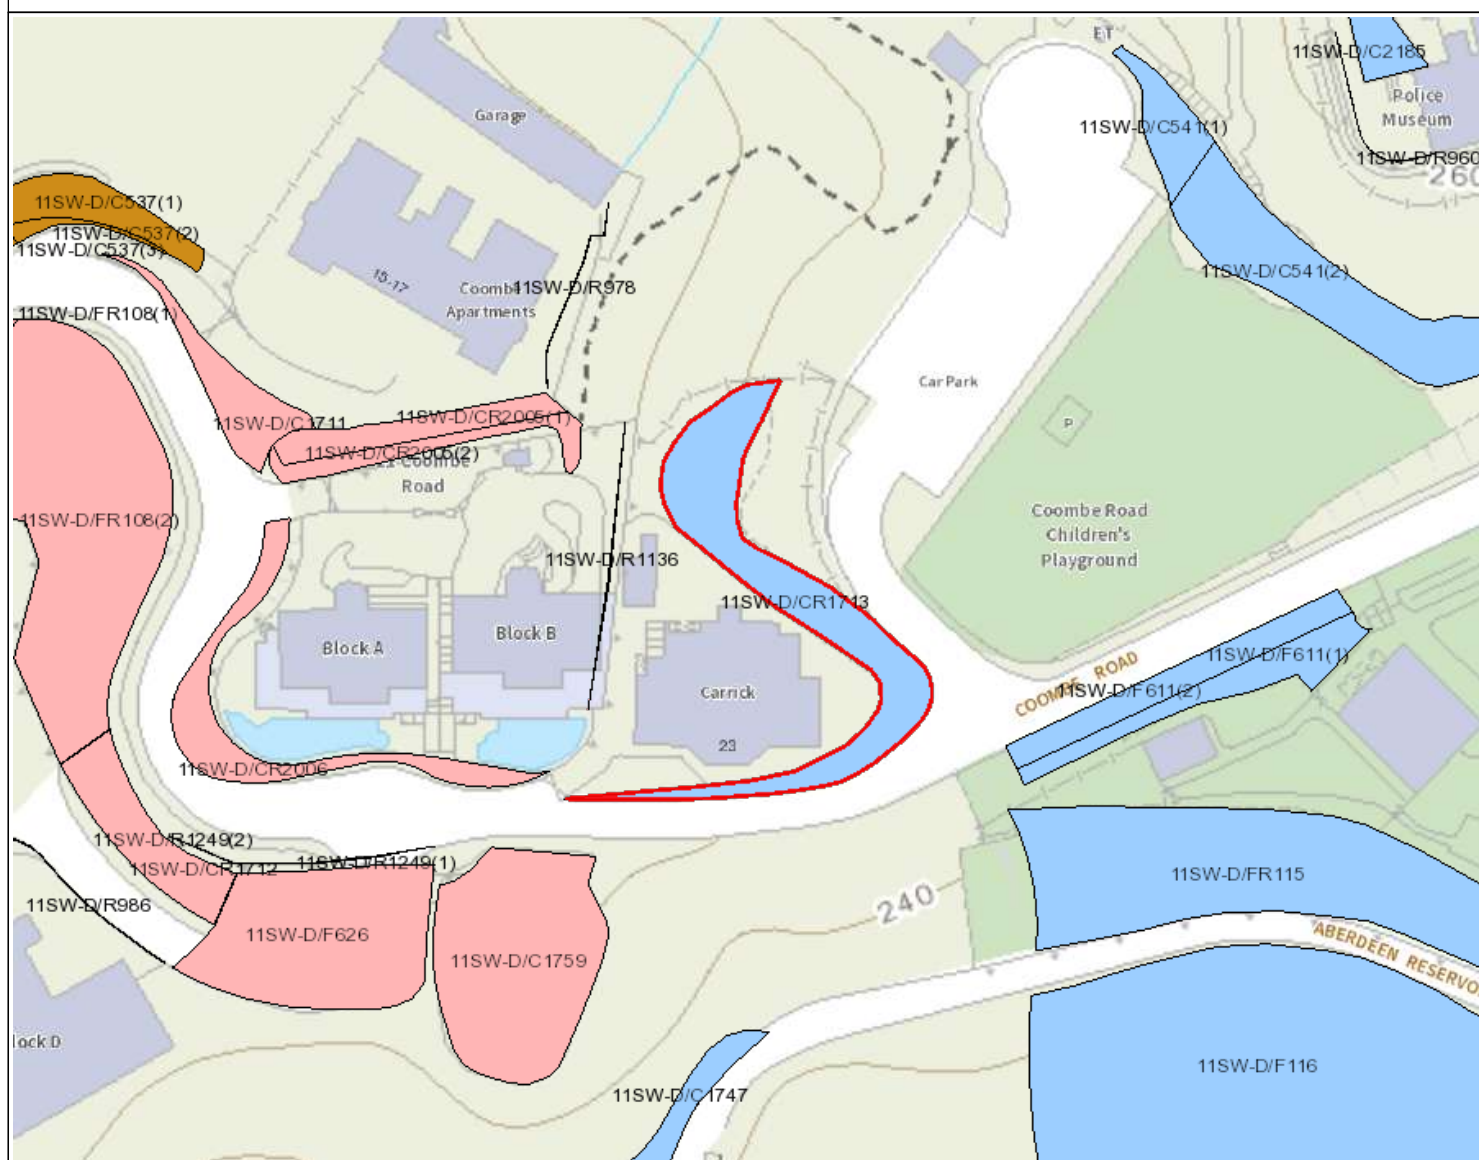 ET
11SW-D/C2185
Police
Museum
Garage
11SW-D/C541(1)
11SW-D/R960
260
11SW-D/C537(1)
11SW-D/C537(2)
11SW-D/C537(3)
15-17
Coombe
Apartments
11SW-D/R978
11SW-D/C541(2)
11SW-D/FR108(1)
Car Park
P
11SW-D/C1711
11SW-D/CR2005(1)
11SW-D/CR2005(2)
Coombe
Road
11SW-D/FR108(2)
Coombe Road
Children's
Playground
11SW-D/R1136
11SW-D/CR1713
Block A
Block B
11SW-D/F611(1)
COOMBE ROAD
11SW-D/F611(2)
Carrick
23
11SW-D/CR2006
11SW-D/R1249(2)
11SW-D/R1249(1)
11SW-D/CR1712
11SW-D/R986
11SW-D/FR115
240
11SW-D/F626
11SW-D/C1759
ABERDEEN RESERVO
lock D
11SW-D/F116
11SW-D/C1747